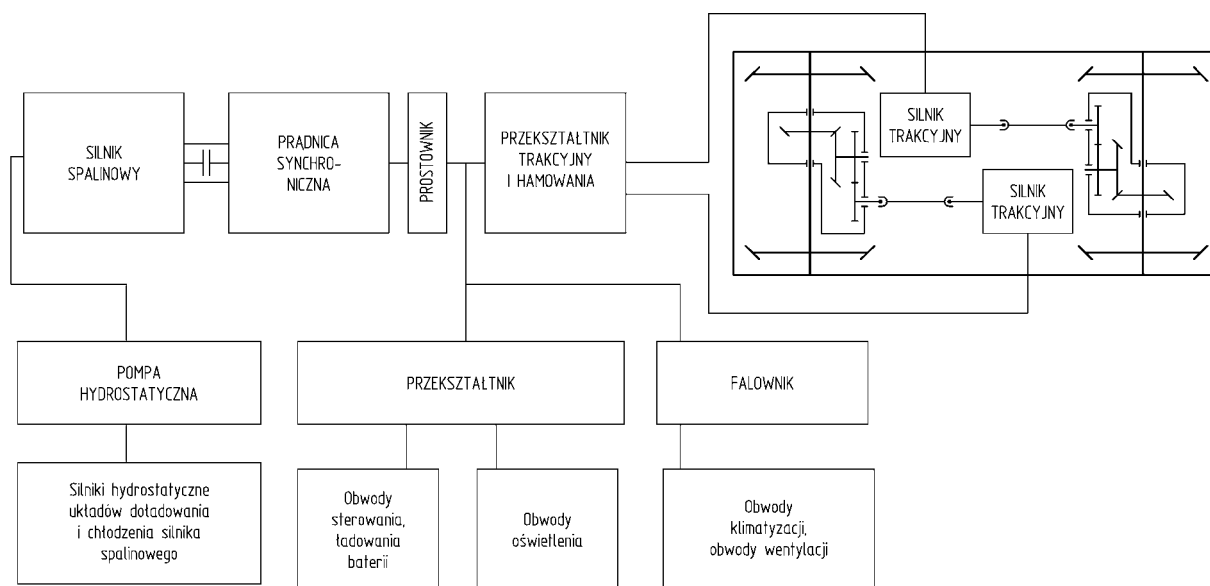 SILNIK
SPALINOWY
PRĄDNICA
SYNCHRO-
NICZNA
PROSTOWNIK
PRZEKSZTAŁTNIK
TRAKCYJNY
I HAMOWANIA
SILNIK
TRAKCYJNY
SILNIK
TRAKCYJNY
POMPA
HYDROSTATYCZNA
PRZEKSZTAŁTNIK
FALOWNIK
Silniki hydrostatyczne
układów doładowania
i chłodzenia silnika
spalinowego
Obwody
sterowania,
ładowania
baterii
Obwody
oświetlenia
Obwody
klimatyzacji,
obwody wentylacji